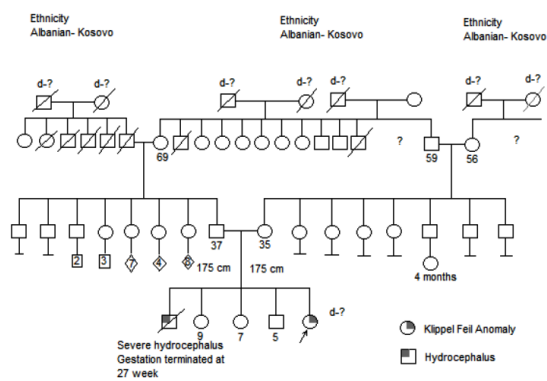 Ethnicity
Albanian- Kosovo
Ethnicity
Albanian- Kosovo
Ethnicity
Albanian- Kosovo
d-?
d-?
d-?
d-?
d-?
d-?
d-?
69
?
59
56
?
2
3
7
4
8
37
35
175 cm
175 cm
4 months
9
7
5
d-?
Severe hydrocephalus
Gestation terminated at
27 week
Klippel Feil Anomaly
Hydrocephalus